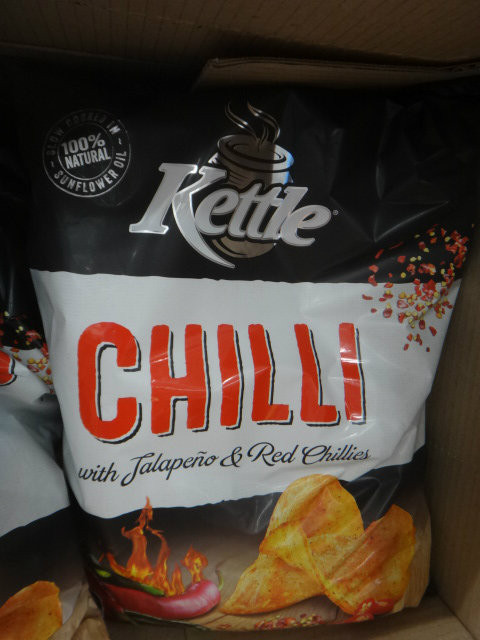 SLOW COOKED IN
100%
NATURAL
SUNFLOWER OIL
Kettle®
CHILLI
with Jalapeño & Red Chillies